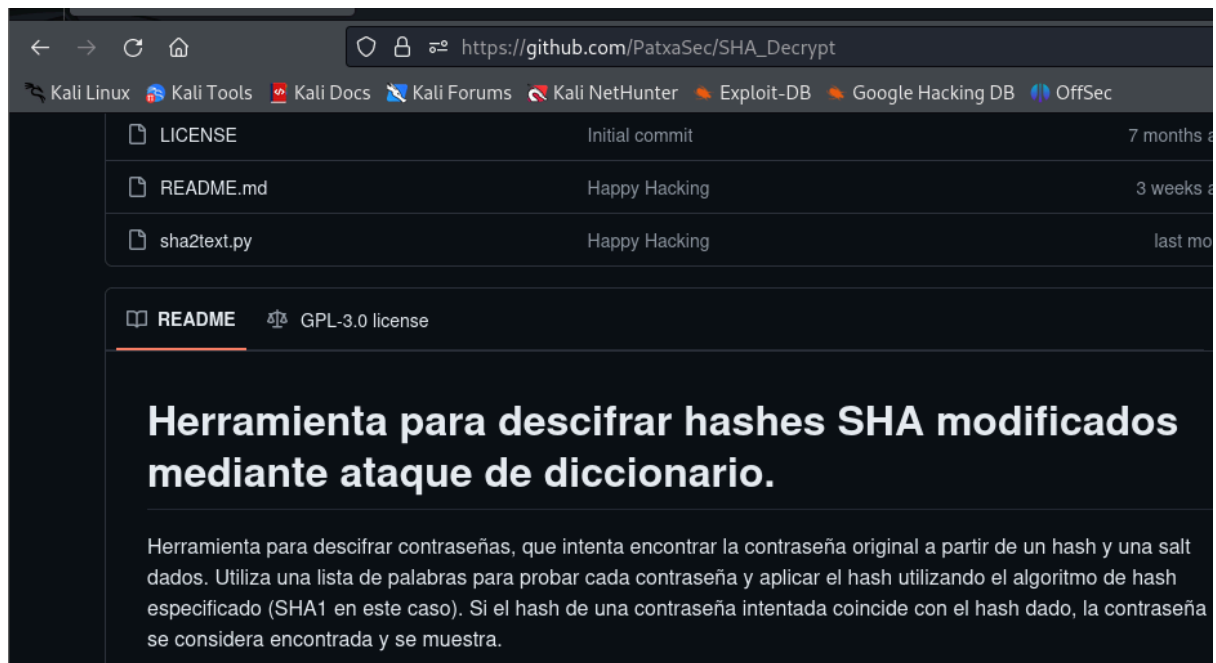 https://github.com/PatxaSec/SHA_Decrypt
Kali Linux Kali Tools Kali Docs Kali Forums Kali NetHunter Exploit-DB Google Hacking DB OffSec
LICENSE Initial commit 7 months a
README.md Happy Hacking 3 weeks a
sha2text.py Happy Hacking last mo
README GPL-3.0 license
Herramienta para descifrar hashes SHA modificados
mediante ataque de diccionario.
Herramienta para descifrar contraseñas, que intenta encontrar la contraseña original a partir de un hash y una salt
dados. Utiliza una lista de palabras para probar cada contraseña y aplicar el hash utilizando el algoritmo de hash
especificado (SHA1 en este caso). Si el hash de una contraseña intentada coincide con el hash dado, la contraseña
se considera encontrada y se muestra.